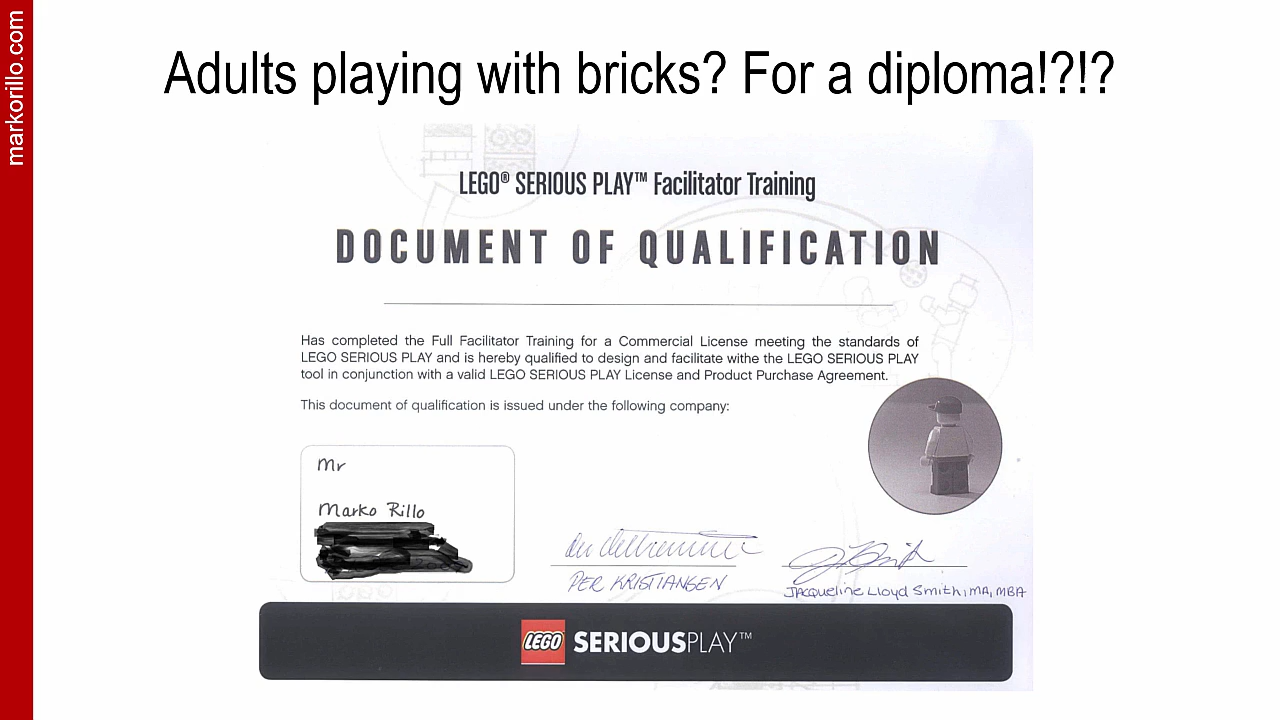 markorillo.com
Adults playing with bricks? For a diploma!?!?
LEGO® SERIOUS PLAY™ Facilitator Training
DOCUMENT OF QUALIFICATION
Has completed the Full Facilitator Training for a Commercial License meeting the standards of
LEGO SERIOUS PLAY and is hereby qualified to design and facilitate withe the LEGO SERIOUS PLAY
tool in conjunction with a valid LEGO SERIOUS PLAY License and Product Purchase Agreement.
This document of qualification is issued under the following company:
Mr
Marko Rillo
PER KRISTIANSEN
Jacqueline Lloyd Smith, MA, MBA
LEGO SERIOUSPLAY™